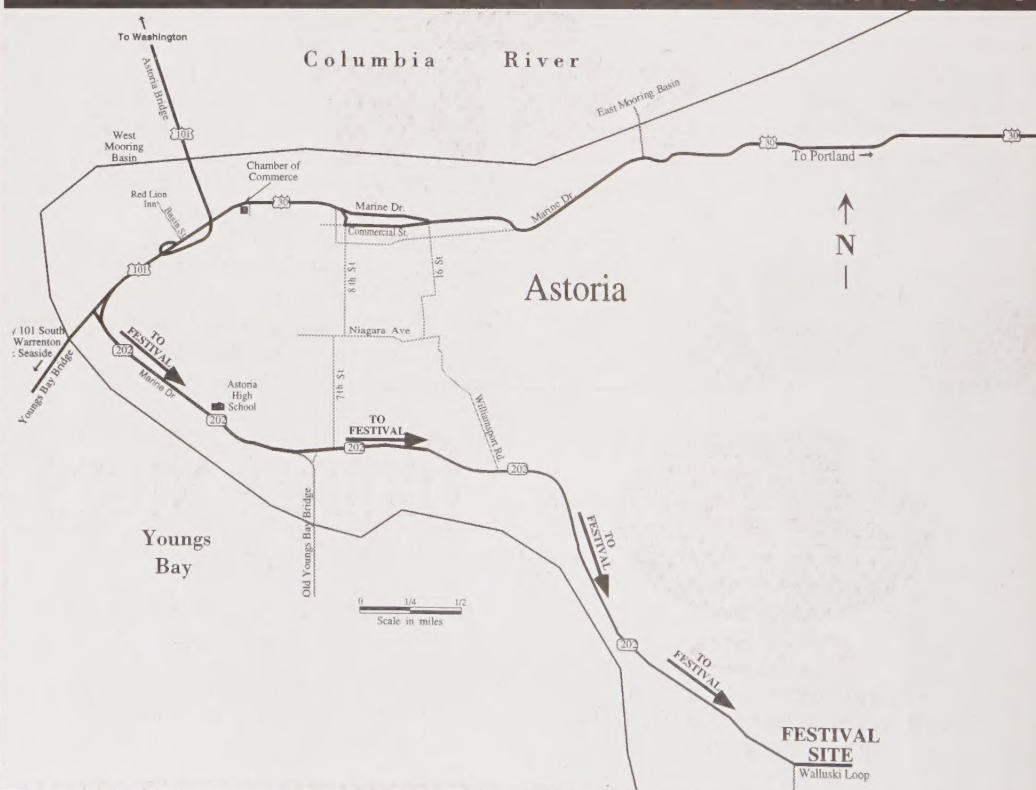 To Washington
Columbia River
Astoria Bridge
101
East Mooring Basin
West
Mooring
Basin
30
To Portland →
Chamber of
Commerce
Red Lion
Inn
Basin St
30
Marine Dr.
Commercial St.
Marine Dr.
N
101
8 th St
16 St
Astoria
Niagara Ave
/ 101 South
Warrenton
: Seaside
Youngs Bay Bridge
TO
FESTIVAL
202
Marine Dr
Astoria
High
School
7th St
Williamsport Rd.
202
TO
FESTIVAL
202
202
Old Youngs Bay Bridge
Youngs
Bay
TO
FESTIVAL
0 1/4 1/2
Scale in miles
202
TO
FESTIVAL
FESTIVAL
SITE
Walluski Loop
30